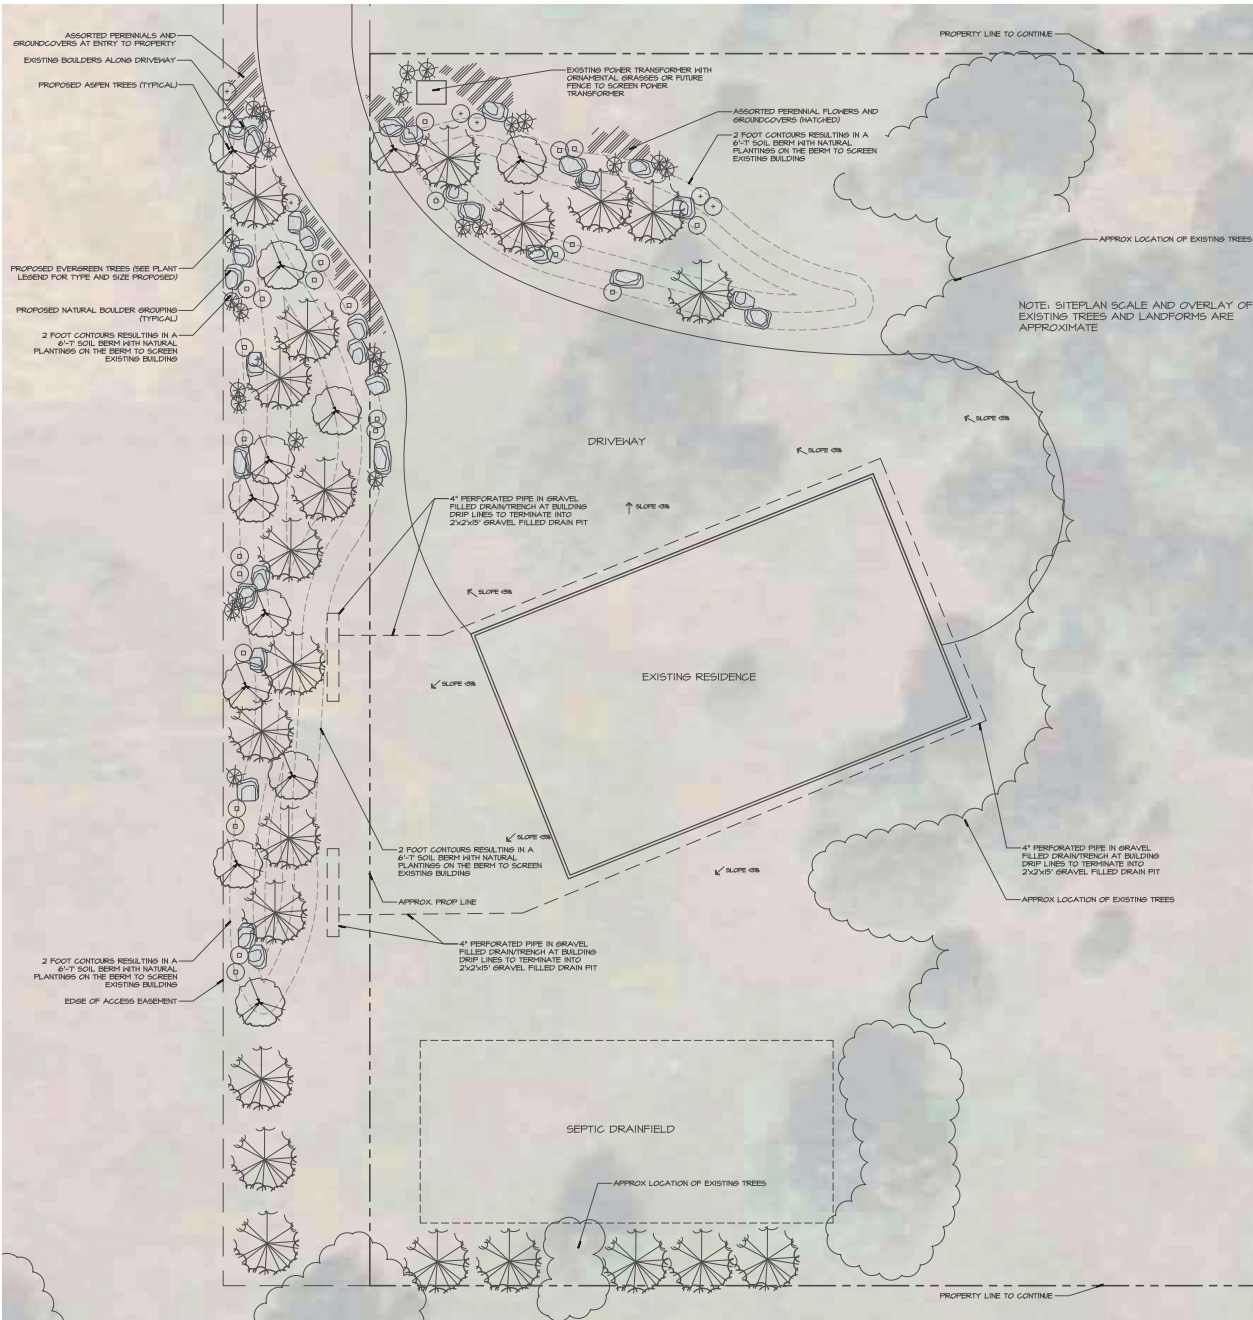 ASSORTED PERENNIALS AND
GROUNDCOVERS AT ENTRY TO PROPERTY
EXISTING BOULDERS ALONG DRIVEWAY
PROPOSED ASPEN TREES (TYPICAL)
EXISTING POWER TRANSFORMER WITH
ORNAMENTAL GRASSES OR FUTURE
FENCE TO SCREEN POWER
TRANSFORMER
PROPERTY LINE TO CONTINUE
ASSORTED PERENNIAL FLOWERS AND
GROUNDCOVERS (HATCHED)
2 FOOT CONTOURS RESULTING IN A
6'-7' SOIL BERM WITH NATURAL
PLANTINGS ON THE BERM TO SCREEN
EXISTING BUILDING
APPROX LOCATION OF EXISTING TREES
PROPOSED EVERGREEN TREES (SEE PLANT
LEGEND FOR TYPE AND SIZE PROPOSED)
PROPOSED NATURAL BOULDER GROUPING
(TYPICAL)
2 FOOT CONTOURS RESULTING IN A
6'-7' SOIL BERM WITH NATURAL
PLANTINGS ON THE BERM TO SCREEN
EXISTING BUILDING
NOTE: SITEPLAN SCALE AND OVERLAY OF
EXISTING TREES AND LANDFORMS ARE
APPROXIMATE
SLOPE <3%
DRIVEWAY
SLOPE <3%
4" PERFORATED PIPE IN GRAVEL
FILLED DRAIN/TRENCH AT BUILDING
DRIP LINES TO TERMINATE INTO
2'x2'x15' GRAVEL FILLED DRAIN PIT
SLOPE <3%
SLOPE <3%
EXISTING RESIDENCE
SLOPE <3%
SLOPE <3%
2 FOOT CONTOURS RESULTING IN A
6'-7' SOIL BERM WITH NATURAL
PLANTINGS ON THE BERM TO SCREEN
EXISTING BUILDING
SLOPE <3%
4" PERFORATED PIPE IN GRAVEL
FILLED DRAIN/TRENCH AT BUILDING
DRIP LINES TO TERMINATE INTO
2'x2'x15' GRAVEL FILLED DRAIN PIT
APPROX. PROP LINE
APPROX LOCATION OF EXISTING TREES
4" PERFORATED PIPE IN GRAVEL
FILLED DRAIN/TRENCH AT BUILDING
DRIP LINES TO TERMINATE INTO
2'x2'x15' GRAVEL FILLED DRAIN PIT
2 FOOT CONTOURS RESULTING IN A
6'-7' SOIL BERM WITH NATURAL
PLANTINGS ON THE BERM TO SCREEN
EXISTING BUILDING
EDGE OF ACCESS EASEMENT
SEPTIC DRAINFIELD
APPROX LOCATION OF EXISTING TREES
PROPERTY LINE TO CONTINUE